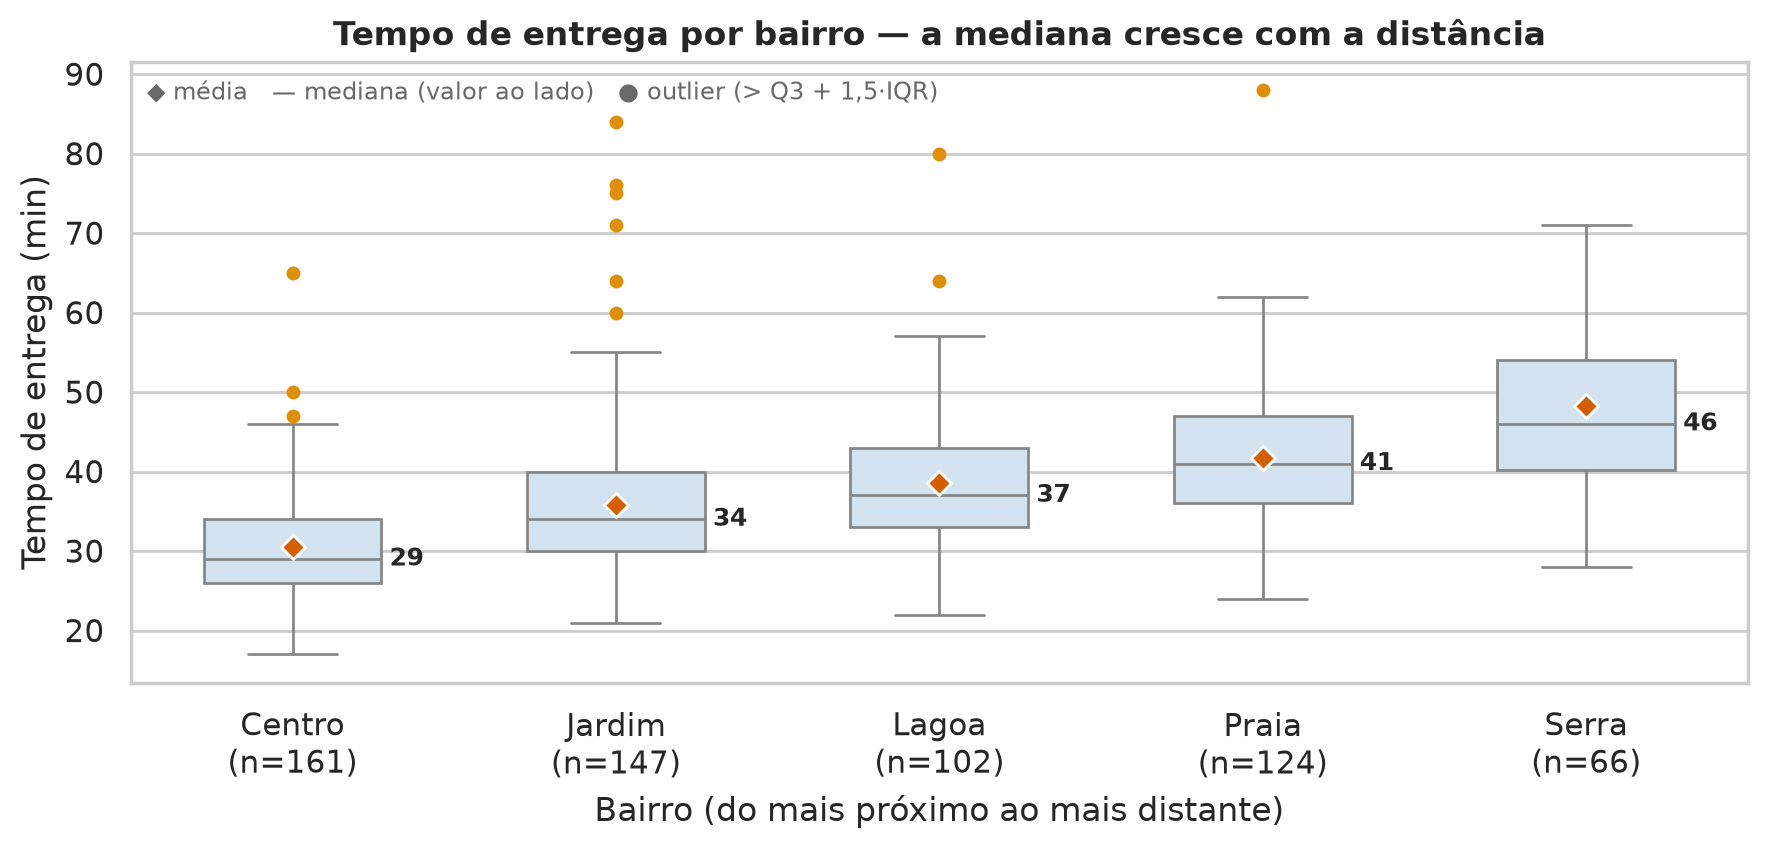 Tempo de entrega por bairro — a mediana cresce com a distância
◆ média — mediana (valor ao lado) ● outlier (> Q3 + 1,5·IQR)
Tempo de entrega (min)
90
80
70
60
50
40
30
20
29
34
37
41
46
Centro
(n=161)
Jardim
(n=147)
Lagoa
(n=102)
Praia
(n=124)
Serra
(n=66)
Bairro (do mais próximo ao mais distante)